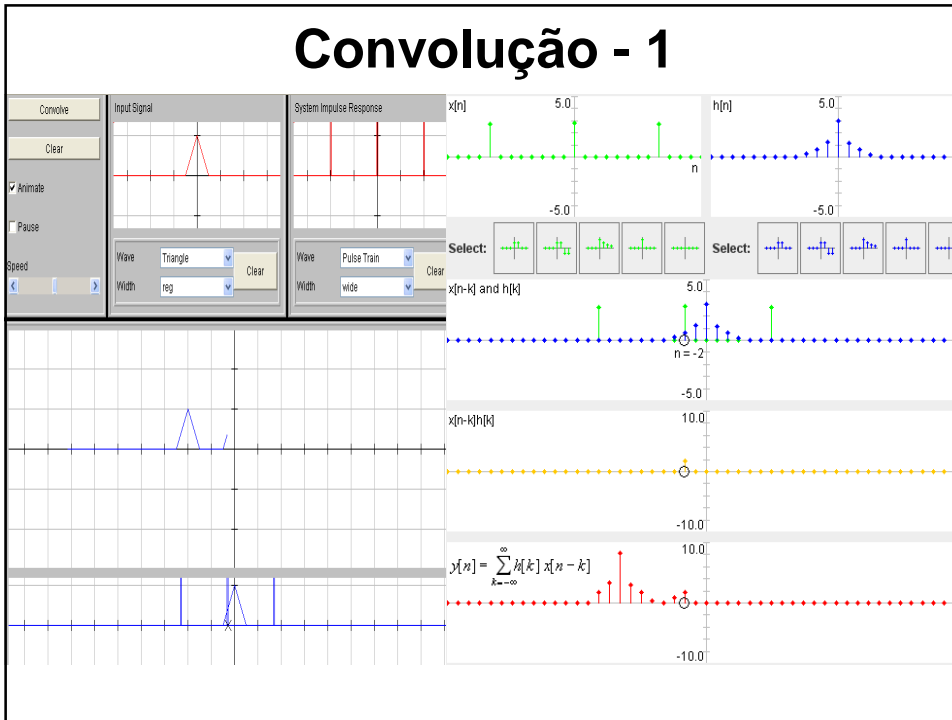 Convolução - 1
Convolve
Clear
Animate
Pause
Speed
Input Signal
Wave Triangle Clear
Width reg
System Impulse Response
Wave Pulse Train Clear
Width wide
x[n] 5.0
n
-5.0
h[n] 5.0
-5.0
Select:
Select:
x[n-k] and h[k] 5.0
n = -2
-5.0
x[n-k]h[k] 10.0
-10.0
10.0
y[n] = ∞∑k=-∞ h[k] x[n-k]
-10.0